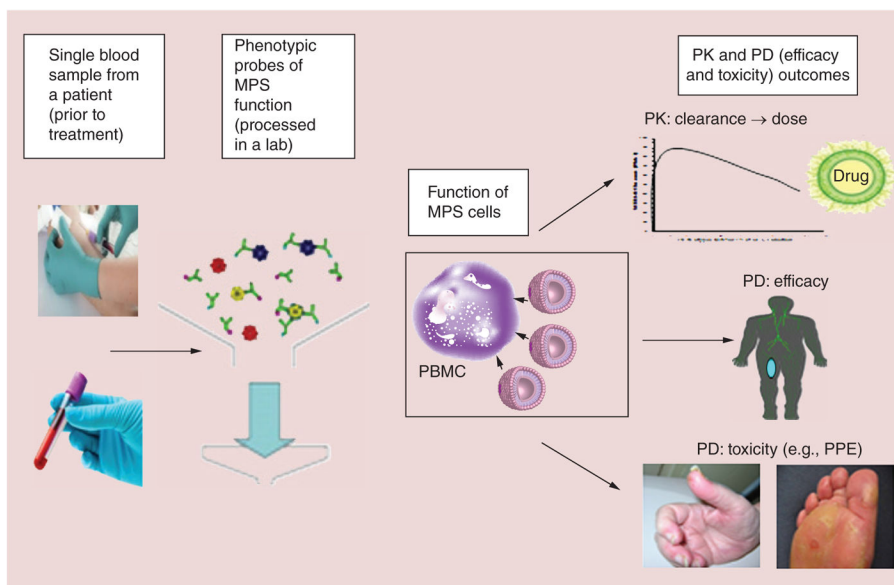 Single blood
sample from
a patient
(prior to
treatment)
Phenotypic
probes of
MPS
function
(processed
in a lab)
Function of
MPS cells
PBMC
PK and PD (efficacy
and toxicity) outcomes
PK: clearance → dose
Drug
PD: efficacy
PD: toxicity (e.g., PPE)